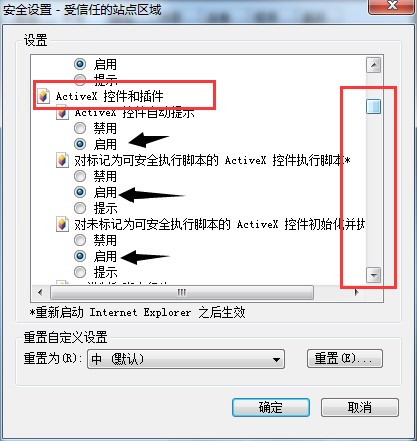 安全设置 - 受信任的站点区域
设置
启用
提示
ActiveX 控件和插件
ActiveX 控件自动提示
禁用
启用
对标记为可安全执行脚本的 ActiveX 控件执行脚本*
禁用
启用
提示
对未标记为可安全执行脚本的 ActiveX 控件初始化并执
禁用
启用
提示
*重新启动 Internet Explorer 之后生效
重置自定义设置
重置为(R): 中 (默认) 重置(E)...
确定 取消